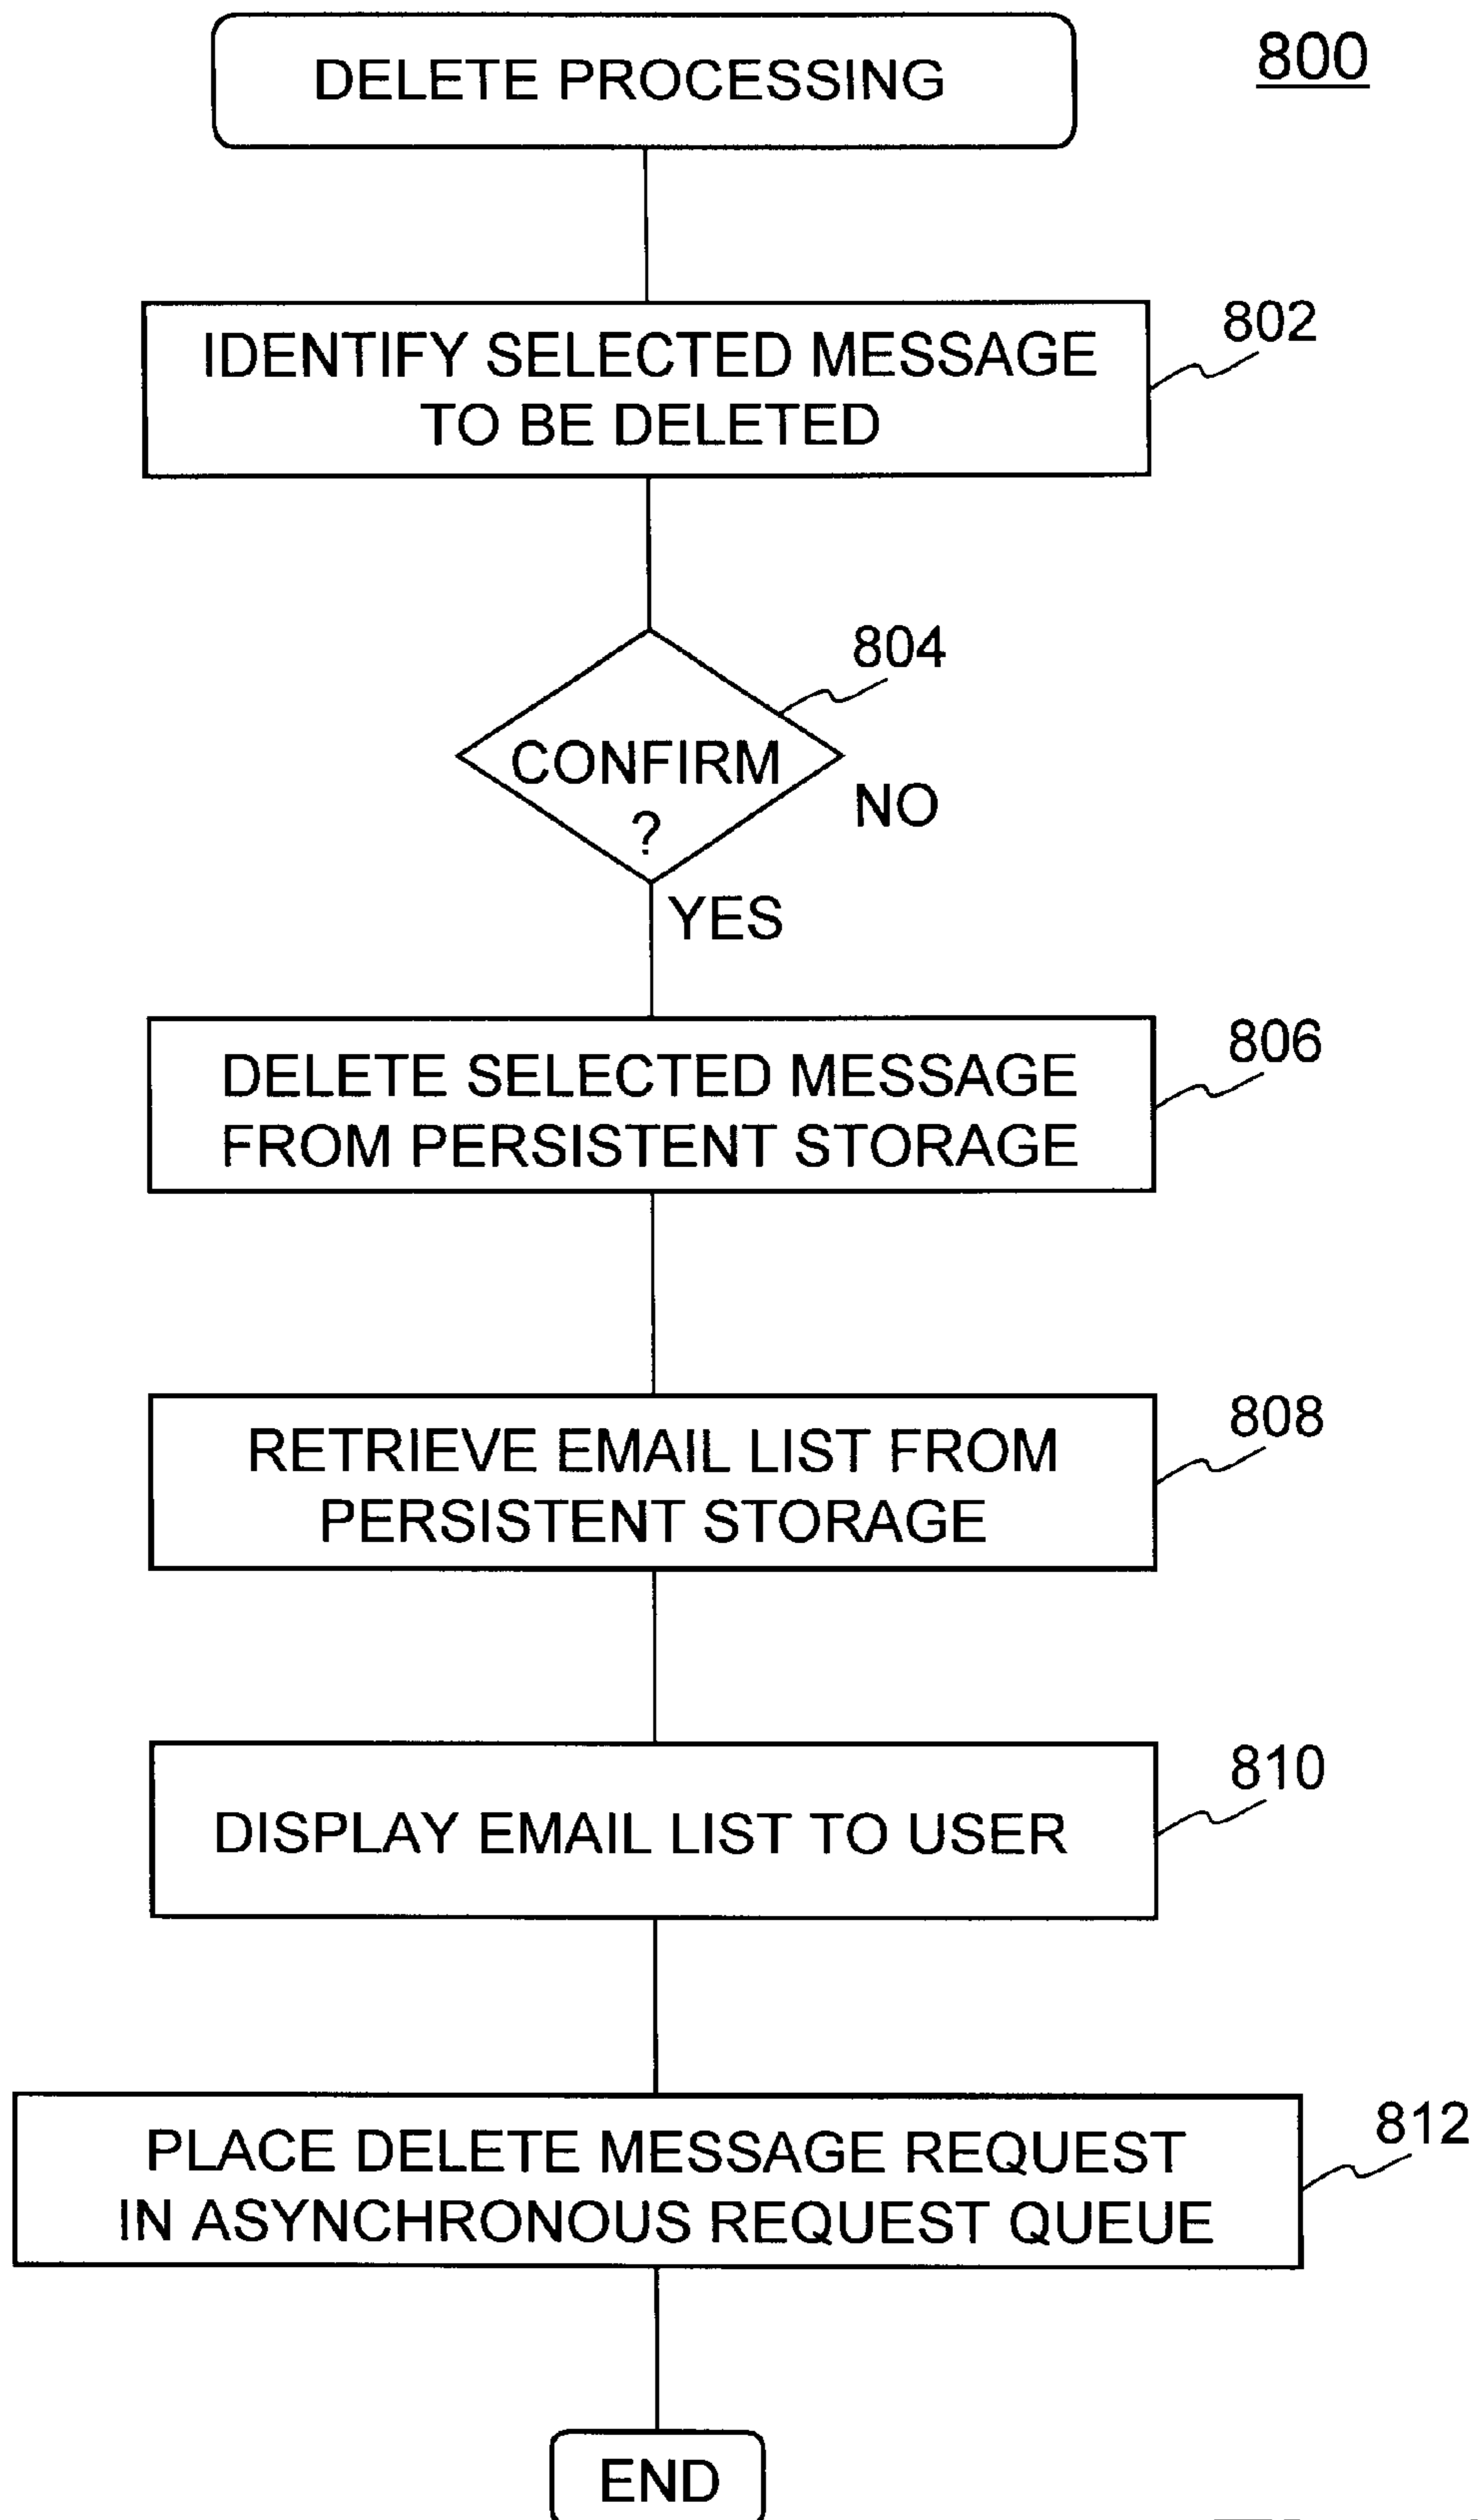 DELETE PROCESSING
800
IDENTIFY SELECTED MESSAGE
TO BE DELETED
802
804
CONFIRM
?
NO
YES
DELETE SELECTED MESSAGE
FROM PERSISTENT STORAGE
806
RETRIEVE EMAIL LIST FROM
PERSISTENT STORAGE
808
DISPLAY EMAIL LIST TO USER
810
PLACE DELETE MESSAGE REQUEST
IN ASYNCHRONOUS REQUEST QUEUE
812
END